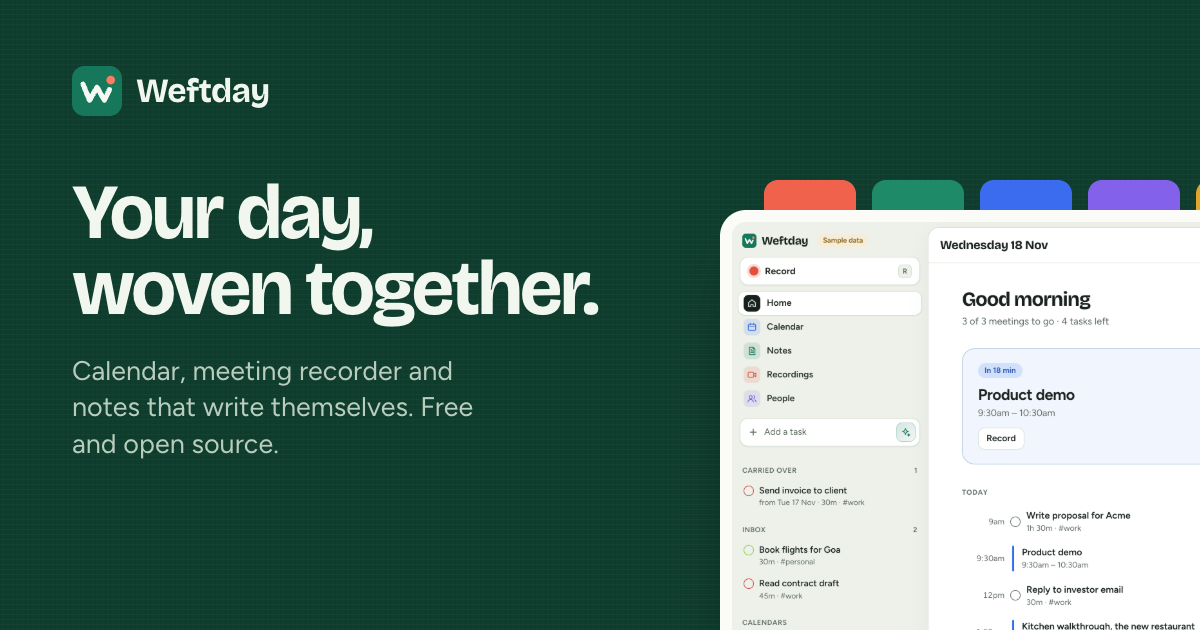 Weftday
Your day,
woven together.
Calendar, meeting recorder and
notes that write themselves. Free
and open source.
Weftday
Sample data
Record
R
Home
Calendar
Notes
Recordings
People
Add a task
CARRIED OVER
1
Send invoice to client
from Tue 17 Nov · 30m · #work
INBOX
2
Book flights for Goa
30m · #personal
Read contract draft
45m · #work
CALENDARS
Wednesday 18 Nov
Good morning
3 of 3 meetings to go · 4 tasks left
In 18 min
Product demo
9:30am – 10:30am
Record
TODAY
9am
Write proposal for Acme
1h 30m · #work
9:30am
Product demo
9:30am – 10:30am
12pm
Reply to investor email
30m · #work
Kitchen walkthrough, the new restaurant